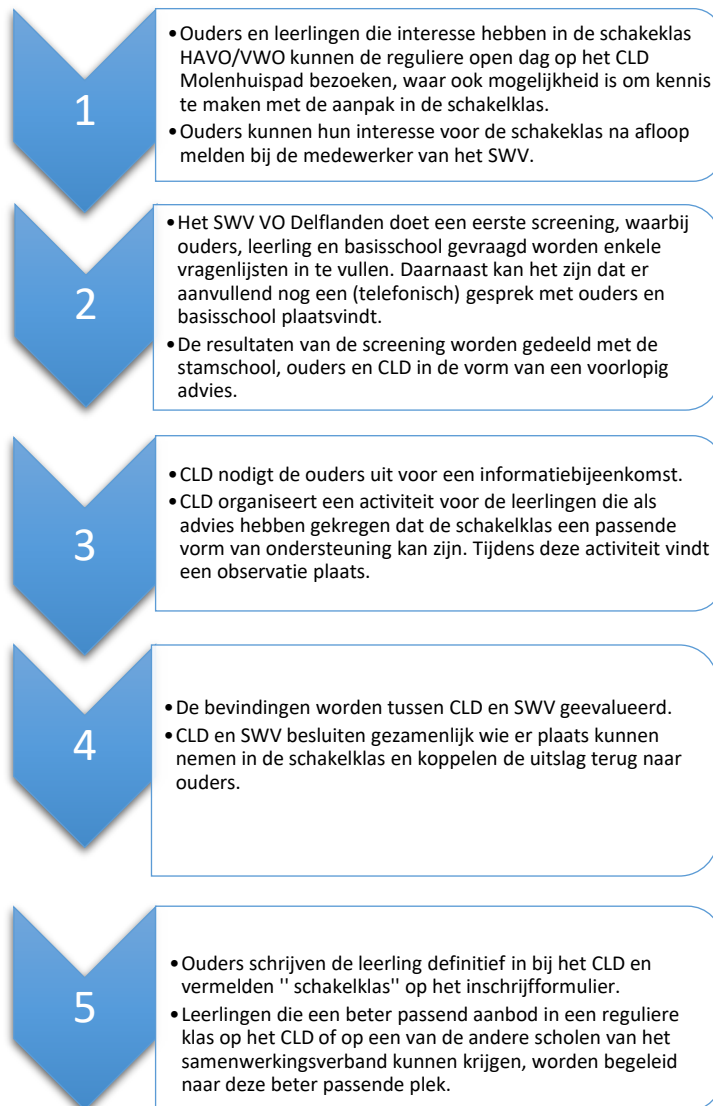 1
•Ouders en leerlingen die interesse hebben in de schakeklas
HAVO/VWO kunnen de reguliere open dag op het CLD
Molenhuispad bezoeken, waar ook mogelijkheid is om kennis
te maken met de aanpak in de schakelklas.
•Ouders kunnen hun interesse voor de schakeklas na afloop
melden bij de medewerker van het SWV.
2
•Het SWV VO Delflanden doet een eerste screening, waarbij
ouders, leerling en basisschool gevraagd worden enkele
vragenlijsten in te vullen. Daarnaast kan het zijn dat er
aanvullend nog een (telefonisch) gesprek met ouders en
basisschool plaatsvindt.
•De resultaten van de screening worden gedeeld met de
stamschool, ouders en CLD in de vorm van een voorlopig
advies.
3
•CLD nodigt de ouders uit voor een informatiebijeenkomst.
•CLD organiseert een activiteit voor de leerlingen die als
advies hebben gekregen dat de schakelklas een passende
vorm van ondersteuning kan zijn. Tijdens deze activiteit vindt
een observatie plaats.
4
•De bevindingen worden tussen CLD en SWV geevalueerd.
•CLD en SWV besluiten gezamenlijk wie er plaats kunnen
nemen in de schakelklas en koppelen de uitslag terug naar
ouders.
5
•Ouders schrijven de leerling definitief in bij het CLD en
vermelden '' schakelklas'' op het inschrijfformulier.
•Leerlingen die een beter passend aanbod in een reguliere
klas op het CLD of op een van de andere scholen van het
samenwerkingsverband kunnen krijgen, worden begeleid
naar deze beter passende plek.